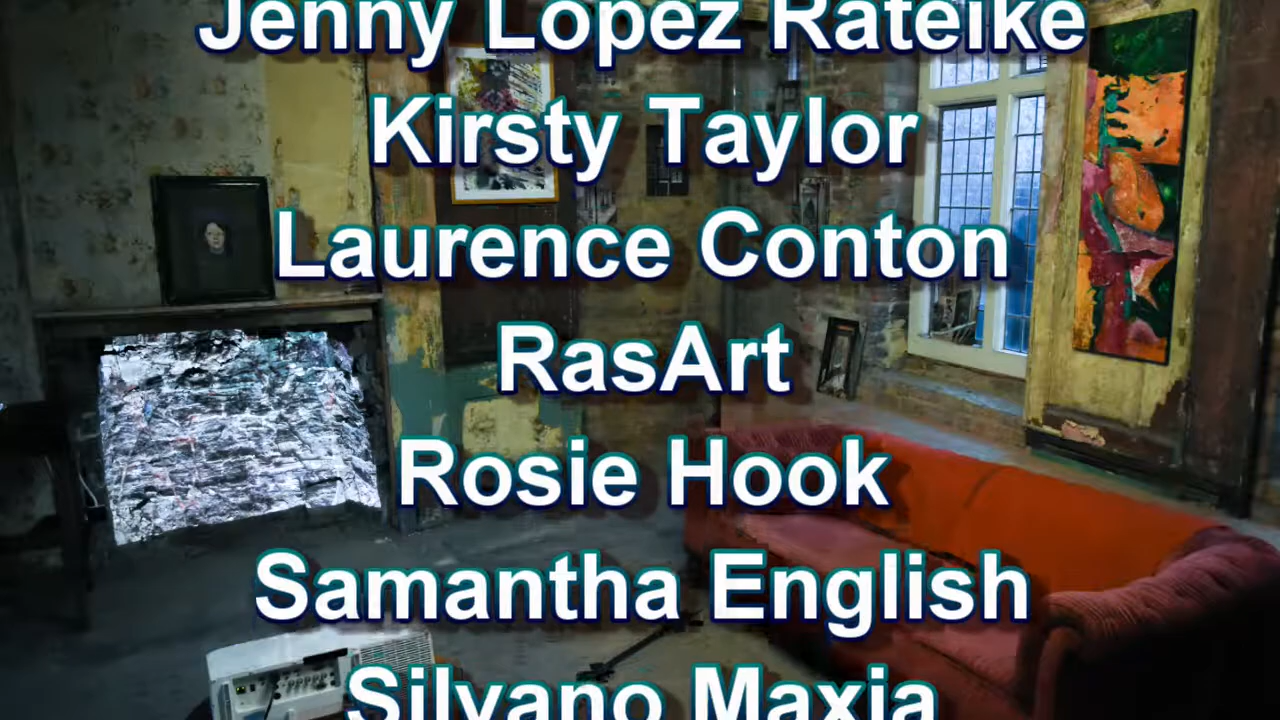 Jenny Lopez Rateike
Kirsty Taylor
Laurence Conton
RasArt
Rosie Hook
Samantha English
Silvano Maxia